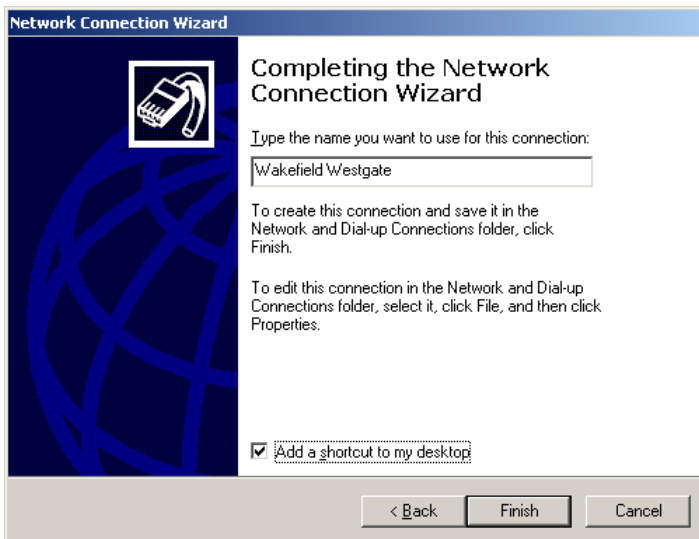 Network Connection Wizard
Completing the Network
Connection Wizard
Type the name you want to use for this connection:
Wakefield Westgate
To create this connection and save it in the
Network and Dial-up Connections folder, click
Finish.
To edit this connection in the Network and Dial-up
Connections folder, select it, click File, and then click
Properties.
Add a shortcut to my desktop
< Back
Finish
Cancel